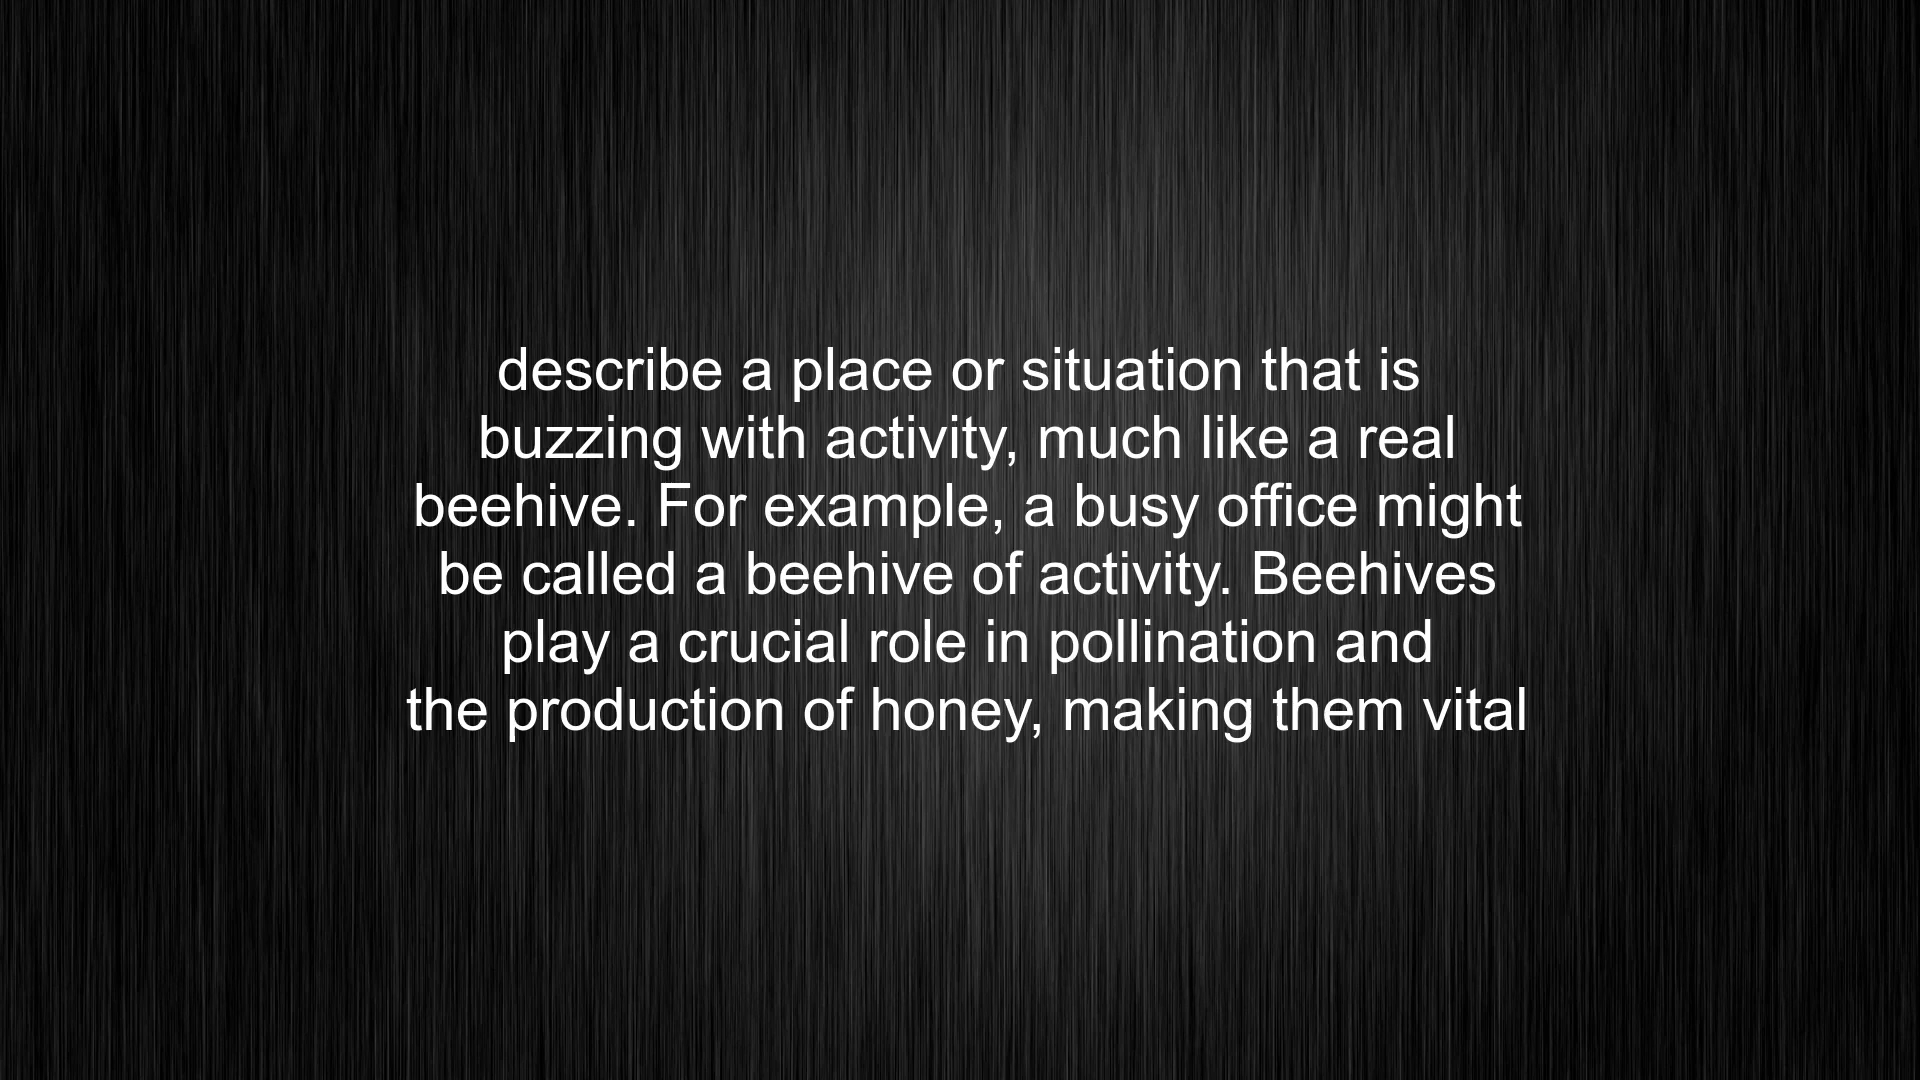 describe a place or situation that is
buzzing with activity, much like a real
beehive. For example, a busy office might
be called a beehive of activity. Beehives
play a crucial role in pollination and
the production of honey, making them vital